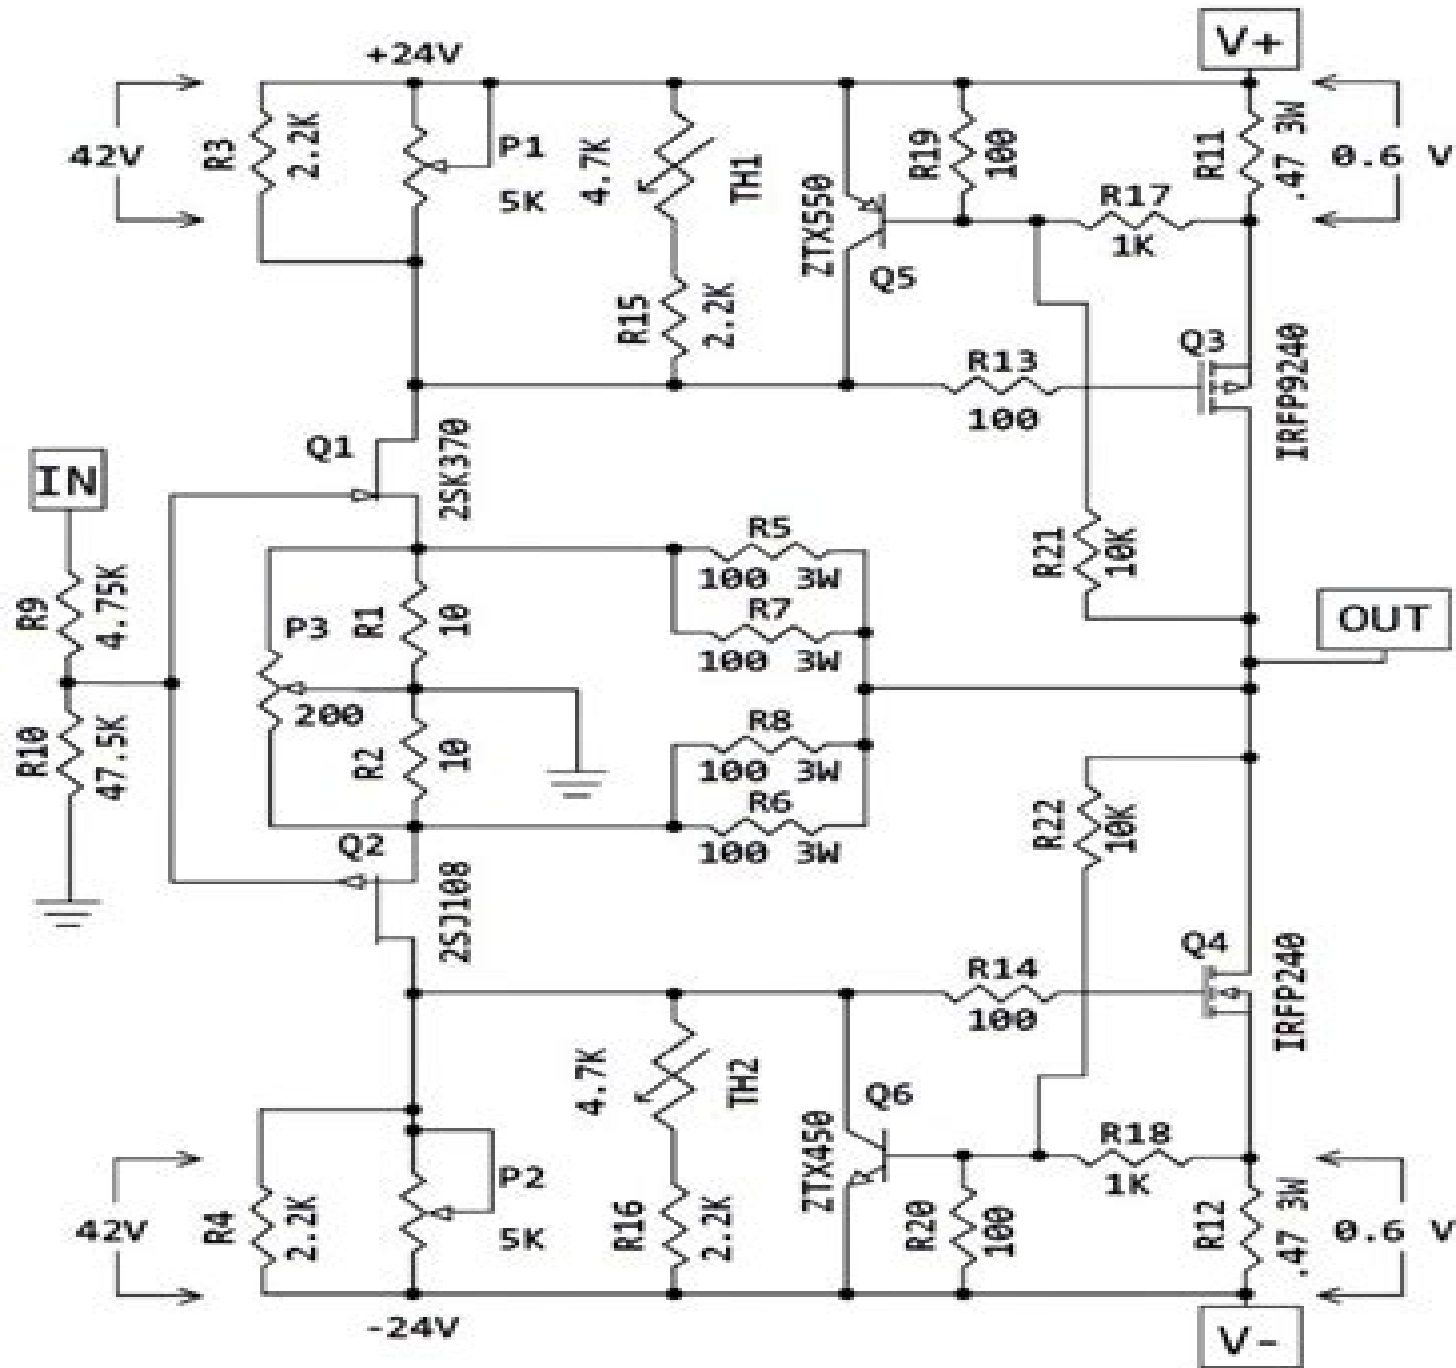 V+
+24V
42V
R3
2.2K
P1
5K
4.7K
TH1
ZTX550
R19
100
R17
1K
R11
.47 3W
0.6 V
Q5
R15
2.2K
R13
100
Q3
IRFP9240
Q1
2SK370
IN
R5
100 3W
R7
100 3W
R21
10K
R9
4.75K
P3
200
R1
10
OUT
R10
47.5K
R2
10
R8
100 3W
R6
100 3W
R22
10K
Q2
2SJ108
R14
100
Q4
IRFP240
4.7K
TH2
Q6
ZTX450
R18
1K
42V
R4
2.2K
P2
5K
R16
2.2K
R20
100
R12
.47 3W
0.6 V
-24V
V-